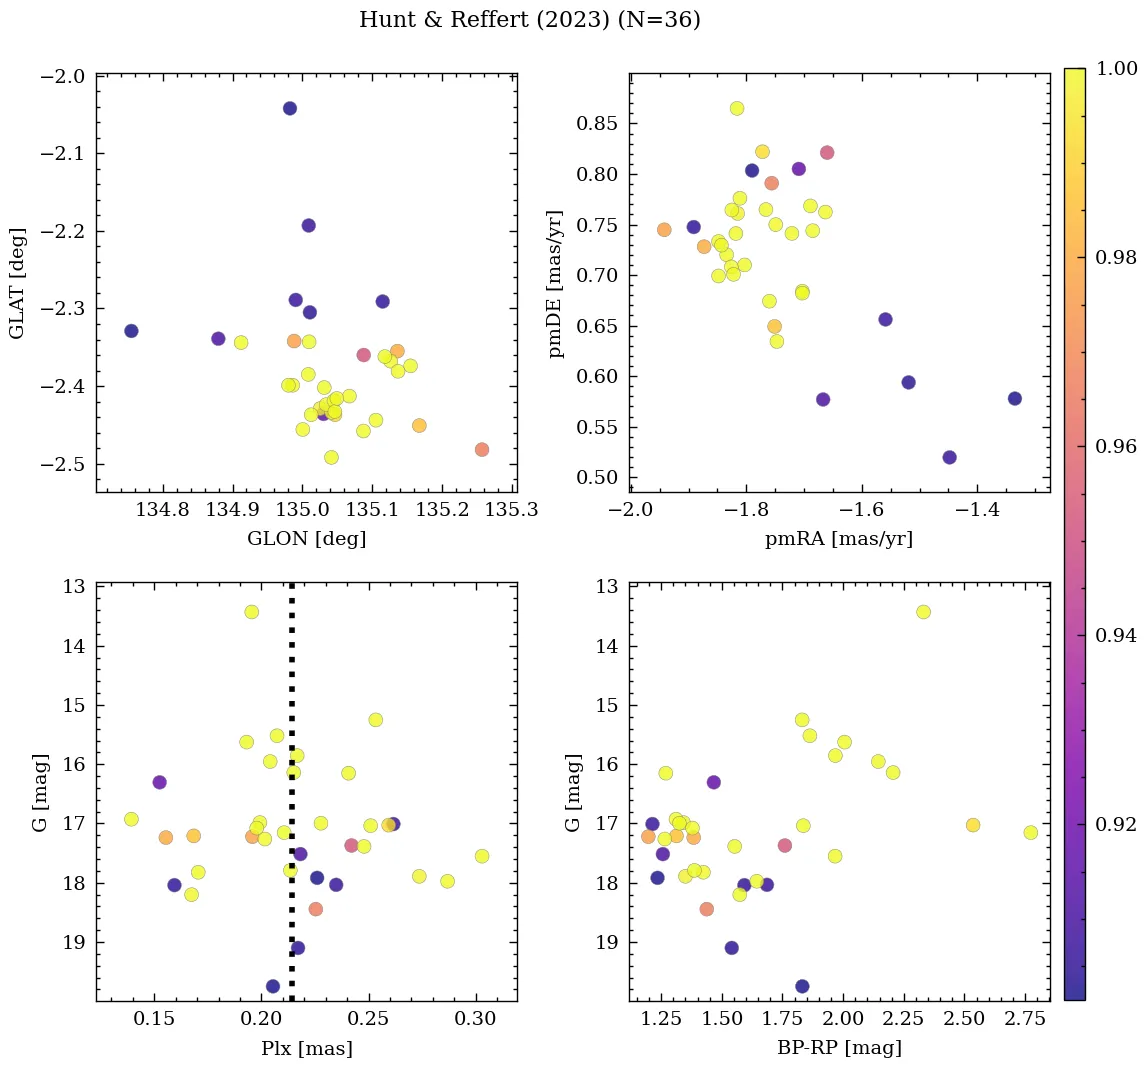 Hunt & Reffert (2023) (N=36)
−2.0
−2.1
−2.2
−2.3
−2.4
−2.5
GLAT [deg]
134.8 134.9 135.0 135.1 135.2 135.3
GLON [deg]
0.85
0.80
0.75
0.70
0.65
0.60
0.55
0.50
pmDE [mas/yr]
−2.0 −1.8 −1.6 −1.4
pmRA [mas/yr]
13
14
15
16
17
18
19
G [mag]
0.15 0.20 0.25 0.30
Plx [mas]
13
14
15
16
17
18
19
G [mag]
1.25 1.50 1.75 2.00 2.25 2.50 2.75
BP-RP [mag]
1.00
0.98
0.96
0.94
0.92